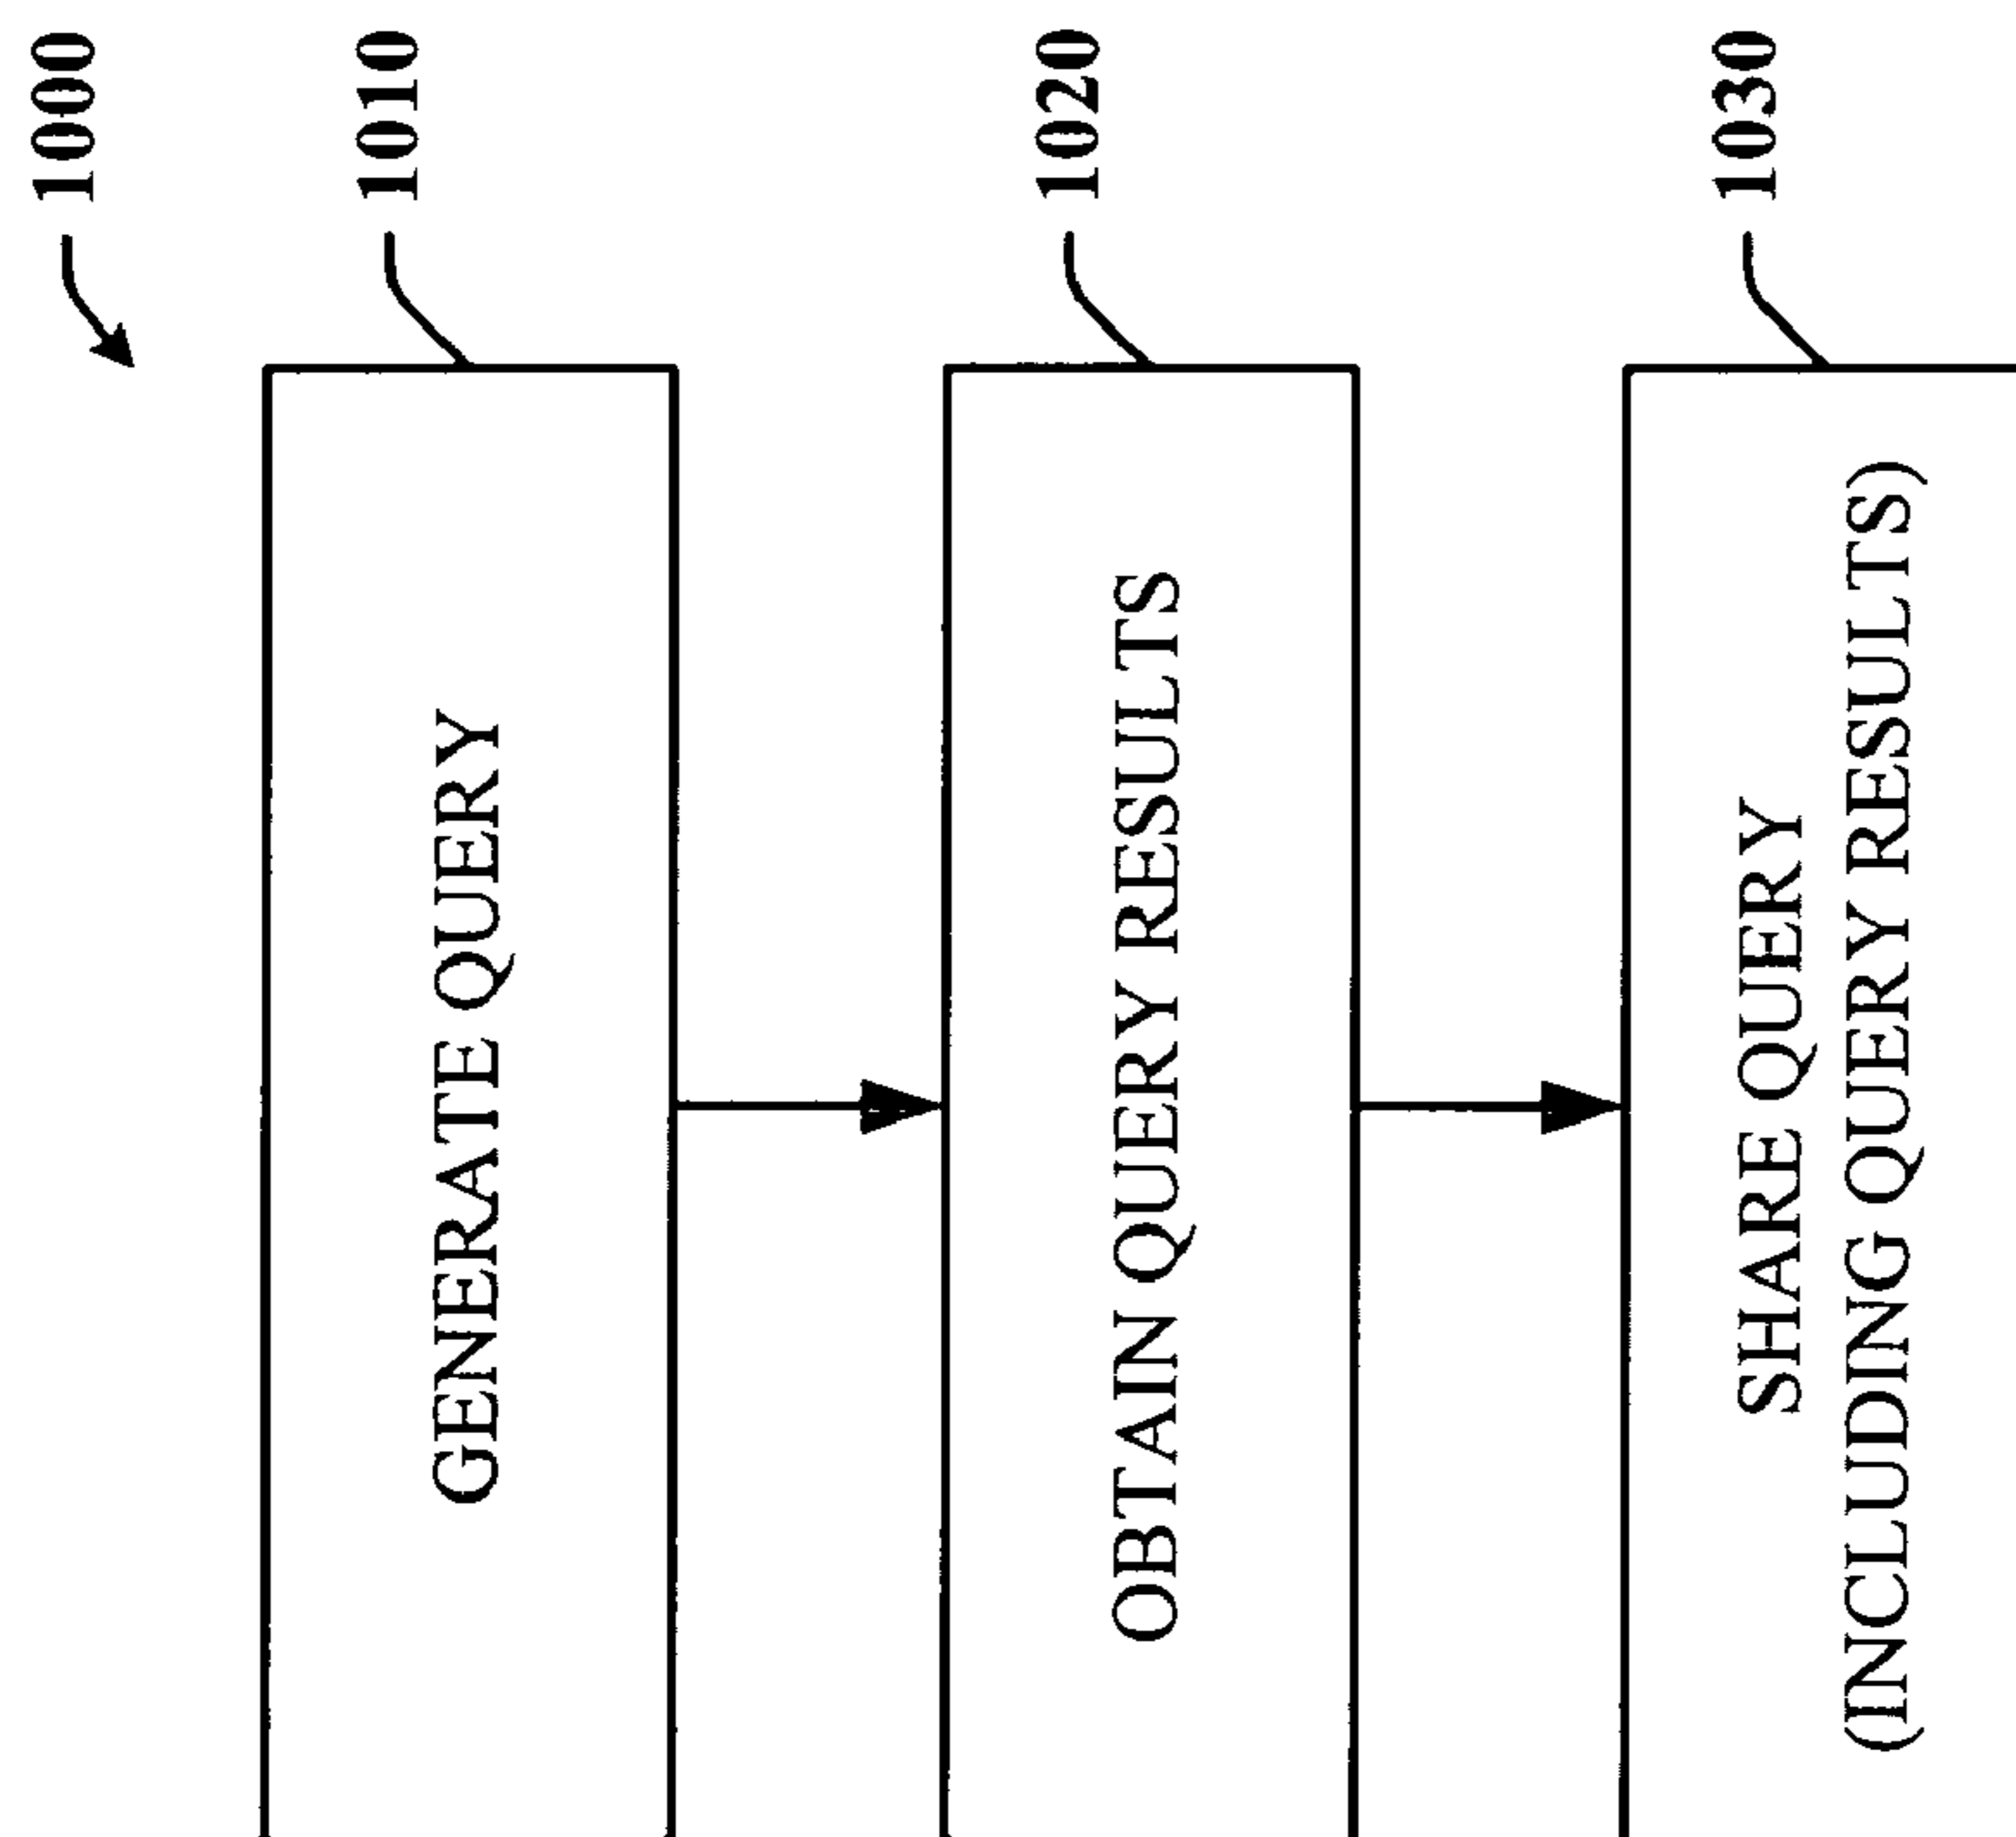 1000
1010
GENERATE QUERY
1020
OBTAIN QUERY RESULTS
1030
SHARE QUERY
(INCLUDING QUERY RESULTS)